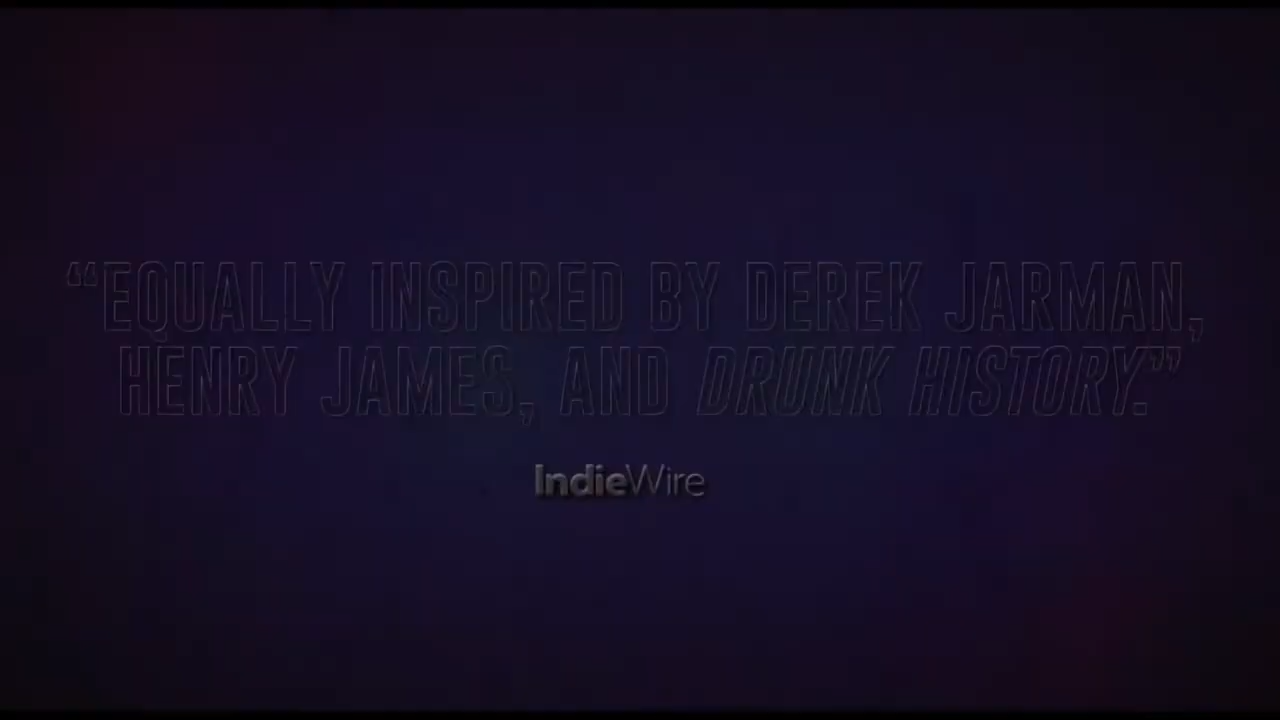 “EQUALLY INSPIRED BY DEREK JARMAN,
HENRY JAMES, AND DRUNK HISTORY.”
IndieWire